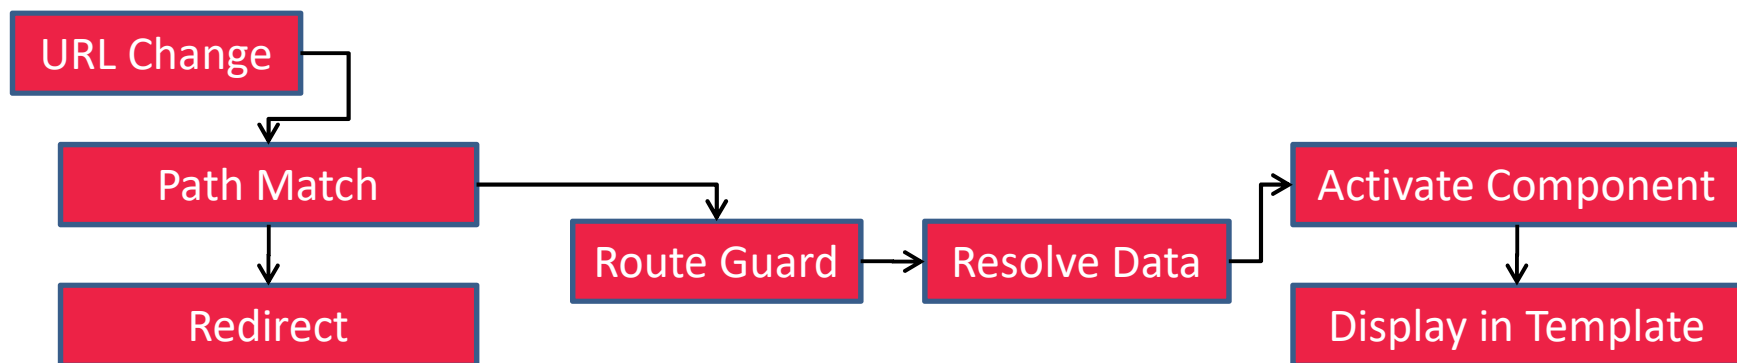 URL Change
Path Match
Redirect
Route Guard
Resolve Data
Activate Component
Display in Template